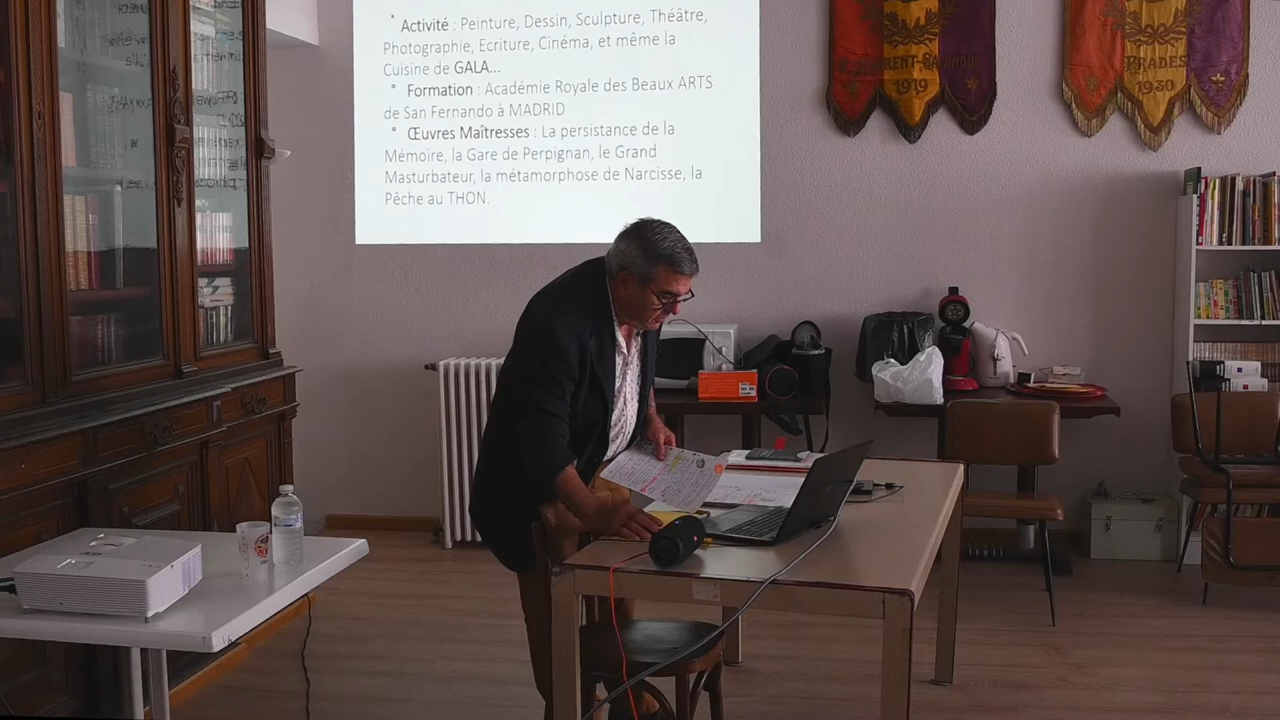 ° Activité : Peinture, Dessin, Sculpture, Théâtre,
Photographie, Ecriture, Cinéma, et même la
Cuisine de GALA...
° Formation : Académie Royale des Beaux ARTS
de San Fernando à MADRID
° Œuvres Maîtresses : La persistance de la
Mémoire, la Gare de Perpignan, le Grand
Masturbateur, la métamorphose de Narcisse, la
Pêche au THON.
1919
PRADES
1930